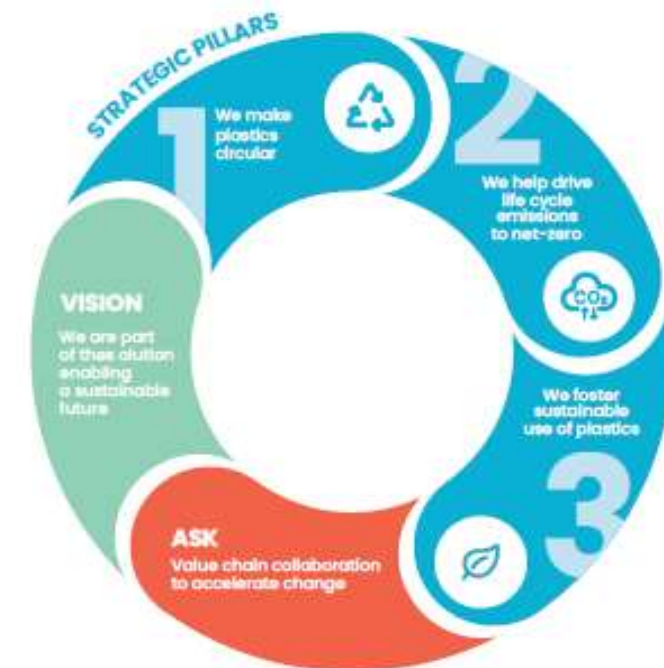 STRATEGIC PILLARS
1
We make
plastics
circular
2
We help drive
life cycle
emissions
to net-zero
CO₂
We foster
sustainable
use of plastics
3
ASK
Value chain collaboration
to accelerate change
VISION
We are part
of thes olution
enabling
a sustainable
future